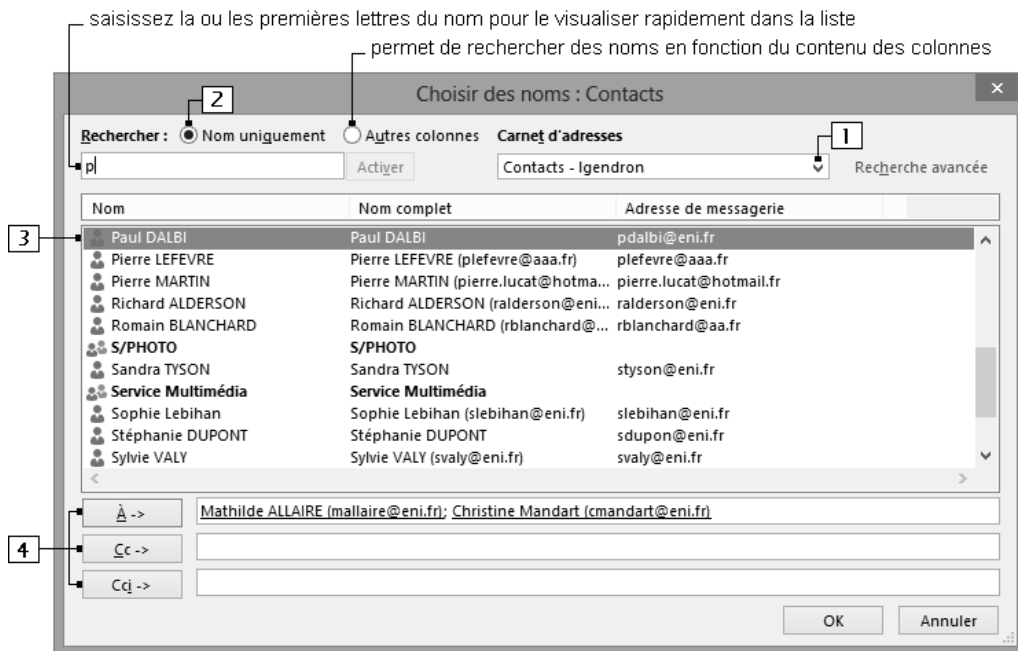 saisissez la ou les premières lettres du nom pour le visualiser rapidement dans la liste
permet de rechercher des noms en fonction du contenu des colonnes
Choisir des noms : Contacts
2
Rechercher : Nom uniquement Autres colonnes Carnet d'adresses
1
p Activer Contacts - lgendron Recherche avancée
Nom Nom complet Adresse de messagerie
3
Paul DALBI Paul DALBI pdalbi@eni.fr
Pierre LEFEVRE Pierre LEFEVRE (plefevre@aaa.fr) plefevre@aaa.fr
Pierre MARTIN Pierre MARTIN (pierre.lucat@hotma... pierre.lucat@hotmail.fr
Richard ALDERSON Richard ALDERSON (ralderson@eni... ralderson@eni.fr
Romain BLANCHARD Romain BLANCHARD (rblanchard@... rblanchard@aa.fr
S/PHOTO S/PHOTO
Sandra TYSON Sandra TYSON styson@eni.fr
Service Multimédia Service Multimédia
Sophie Lebihan Sophie Lebihan (slebihan@eni.fr) slebihan@eni.fr
Stéphanie DUPONT Stéphanie DUPONT sdupon@eni.fr
Sylvie VALY Sylvie VALY (svaly@eni.fr) svaly@eni.fr
À -> Mathilde ALLAIRE (mallaire@eni.fr); Christine Mandart (cmandart@eni.fr)
4
Cc ->
Cci ->
OK Annuler